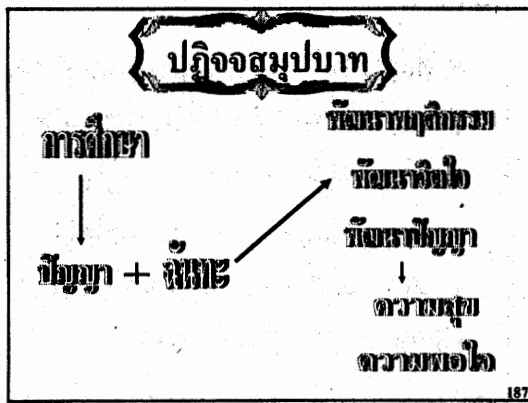 ปฏิจจสมุปบาท
การศึกษา
ปัญญา + ฉันทะ
พัฒนาพฤติกรรม
พัฒนาจิตใจ
พัฒนาปัญญา
ความสุข
ความพอใจ
187